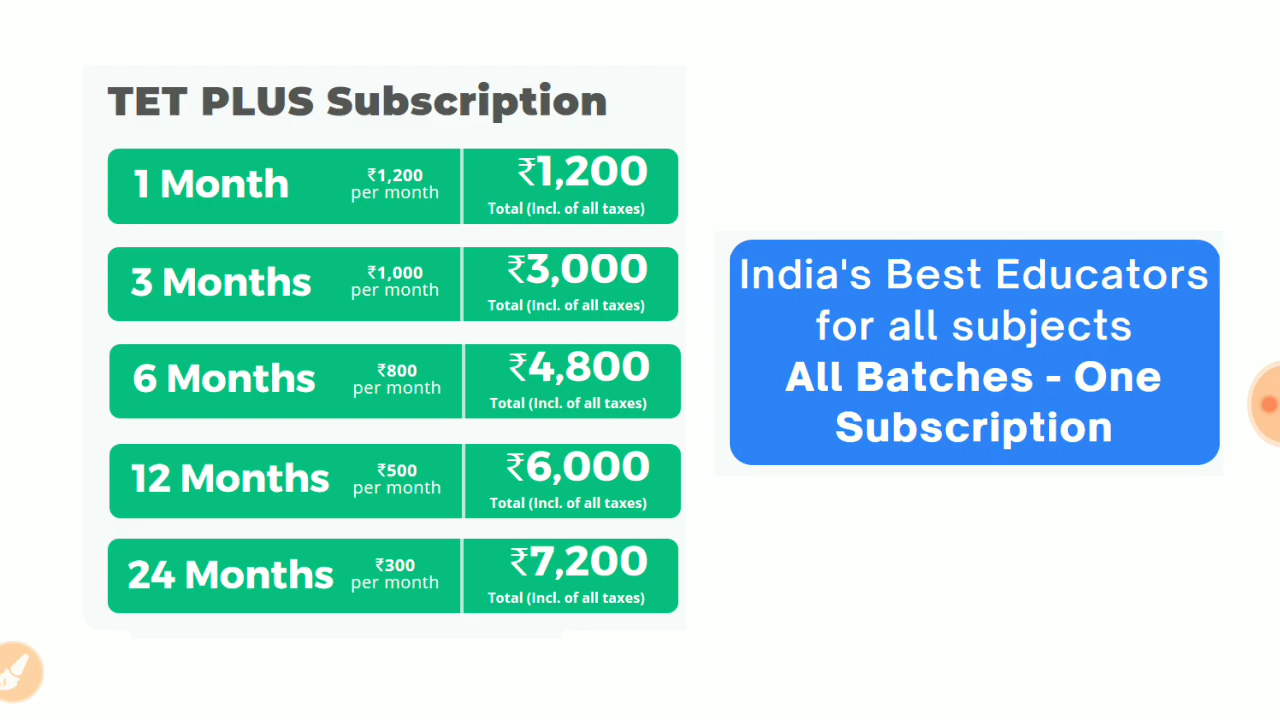 TET PLUS Subscription
1 Month
₹1,200
per month
₹1,200
Total (Incl. of all taxes)
3 Months
₹1,000
per month
₹3,000
Total (Incl. of all taxes)
6 Months
₹800
per month
₹4,800
Total (Incl. of all taxes)
12 Months
₹500
per month
₹6,000
Total (Incl. of all taxes)
24 Months
₹300
per month
₹7,200
Total (Incl. of all taxes)
India's Best Educators
for all subjects
All Batches - One
Subscription